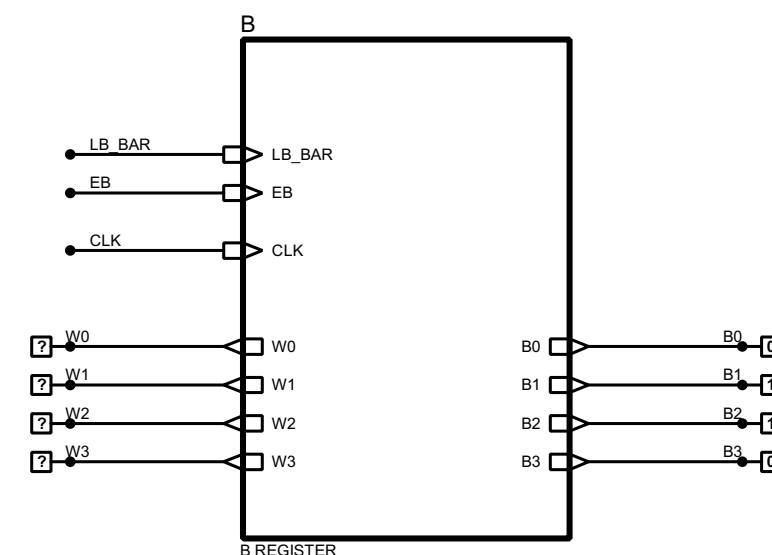 B
LB_BAR
LB_BAR
EB
EB
CLK
CLK
? W0 W0 B0 B0 0
? W1 W1 B1 B1 1
? W2 W2 B2 B2 1
? W3 W3 B3 B3 0
B REGISTER